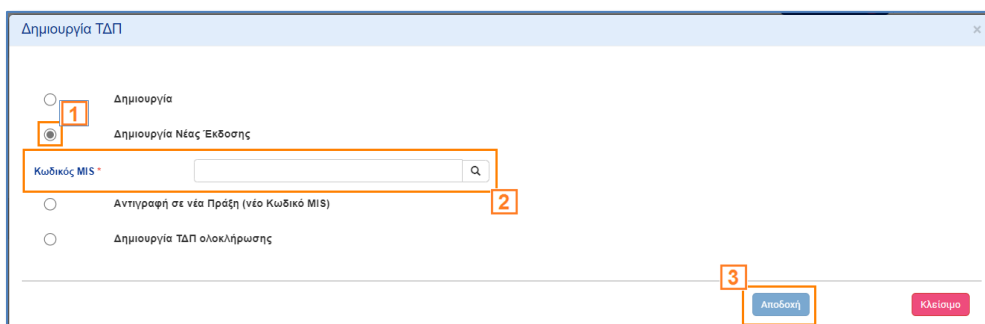 Δημιουργία ΤΔΠ
×
Δημιουργία
1
Δημιουργία Νέας Έκδοσης
Κωδικός MIS *
2
Αντιγραφή σε νέα Πράξη (νέο Κωδικό MIS)
Δημιουργία ΤΔΠ ολοκλήρωσης
3
Αποδοχή
Κλείσιμο